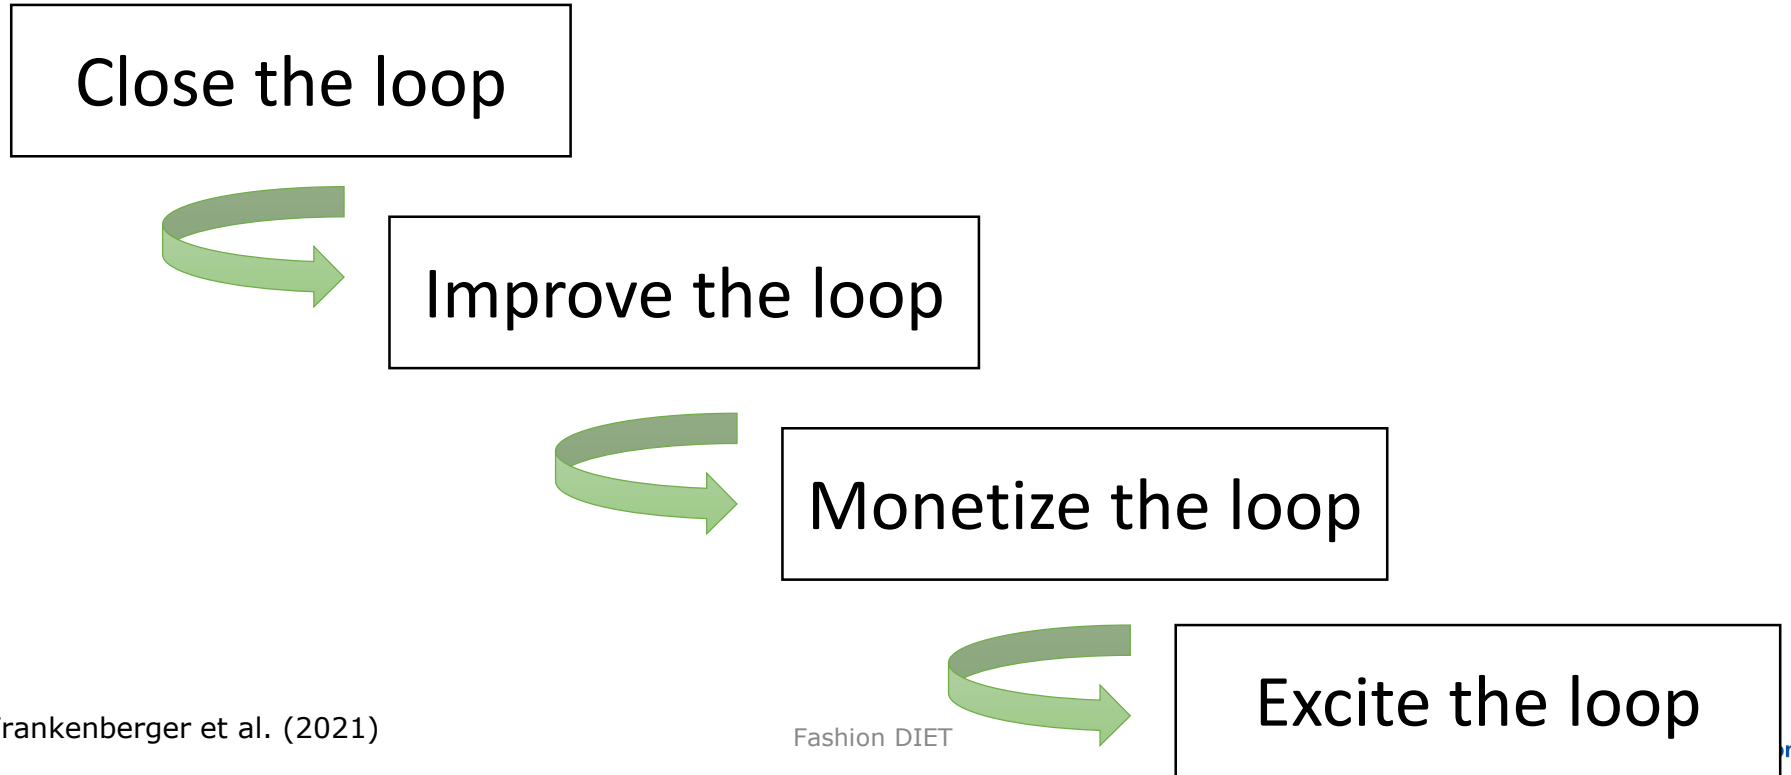 Close the loop
Improve the loop
Monetize the loop
Excite the loop
rankenberger et al. (2021)
Fashion DIET